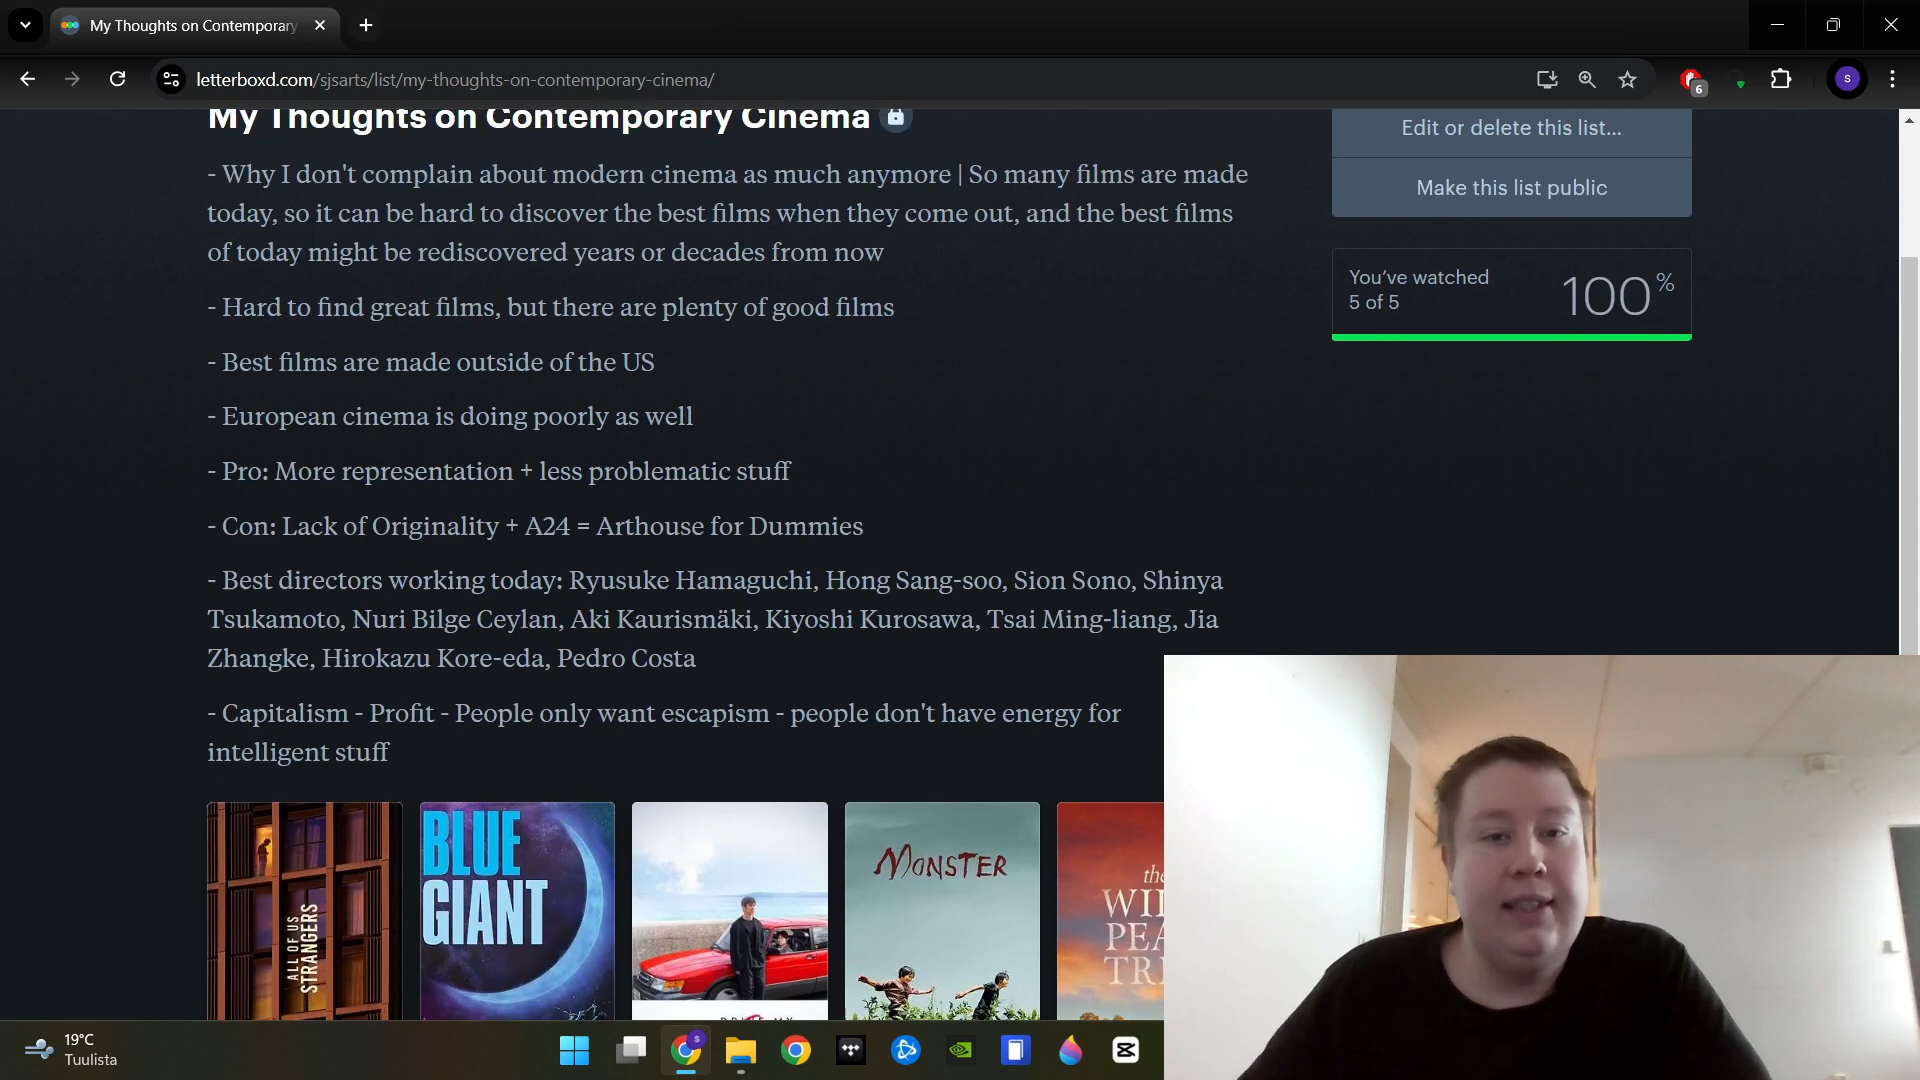 My Thoughts on Contemporary
letterboxd.com/sjsarts/list/my-thoughts-on-contemporary-cinema/
6
S
My Thoughts on Contemporary Cinema
- Why I don't complain about modern cinema as much anymore | So many films are made
today, so it can be hard to discover the best films when they come out, and the best films
of today might be rediscovered years or decades from now
- Hard to find great films, but there are plenty of good films
- Best films are made outside of the US
- European cinema is doing poorly as well
- Pro: More representation + less problematic stuff
- Con: Lack of Originality + A24 = Arthouse for Dummies
- Best directors working today: Ryusuke Hamaguchi, Hong Sang-soo, Sion Sono, Shinya
Tsukamoto, Nuri Bilge Ceylan, Aki Kaurismäki, Kiyoshi Kurosawa, Tsai Ming-liang, Jia
Zhangke, Hirokazu Kore-eda, Pedro Costa
- Capitalism - Profit - People only want escapism - people don't have energy for
intelligent stuff
Edit or delete this list...
Make this list public
You've watched
5 of 5
100%
ALL OF US
STRANGERS
BLUE
GIANT
MONSTER
the
19°C
Tuulista